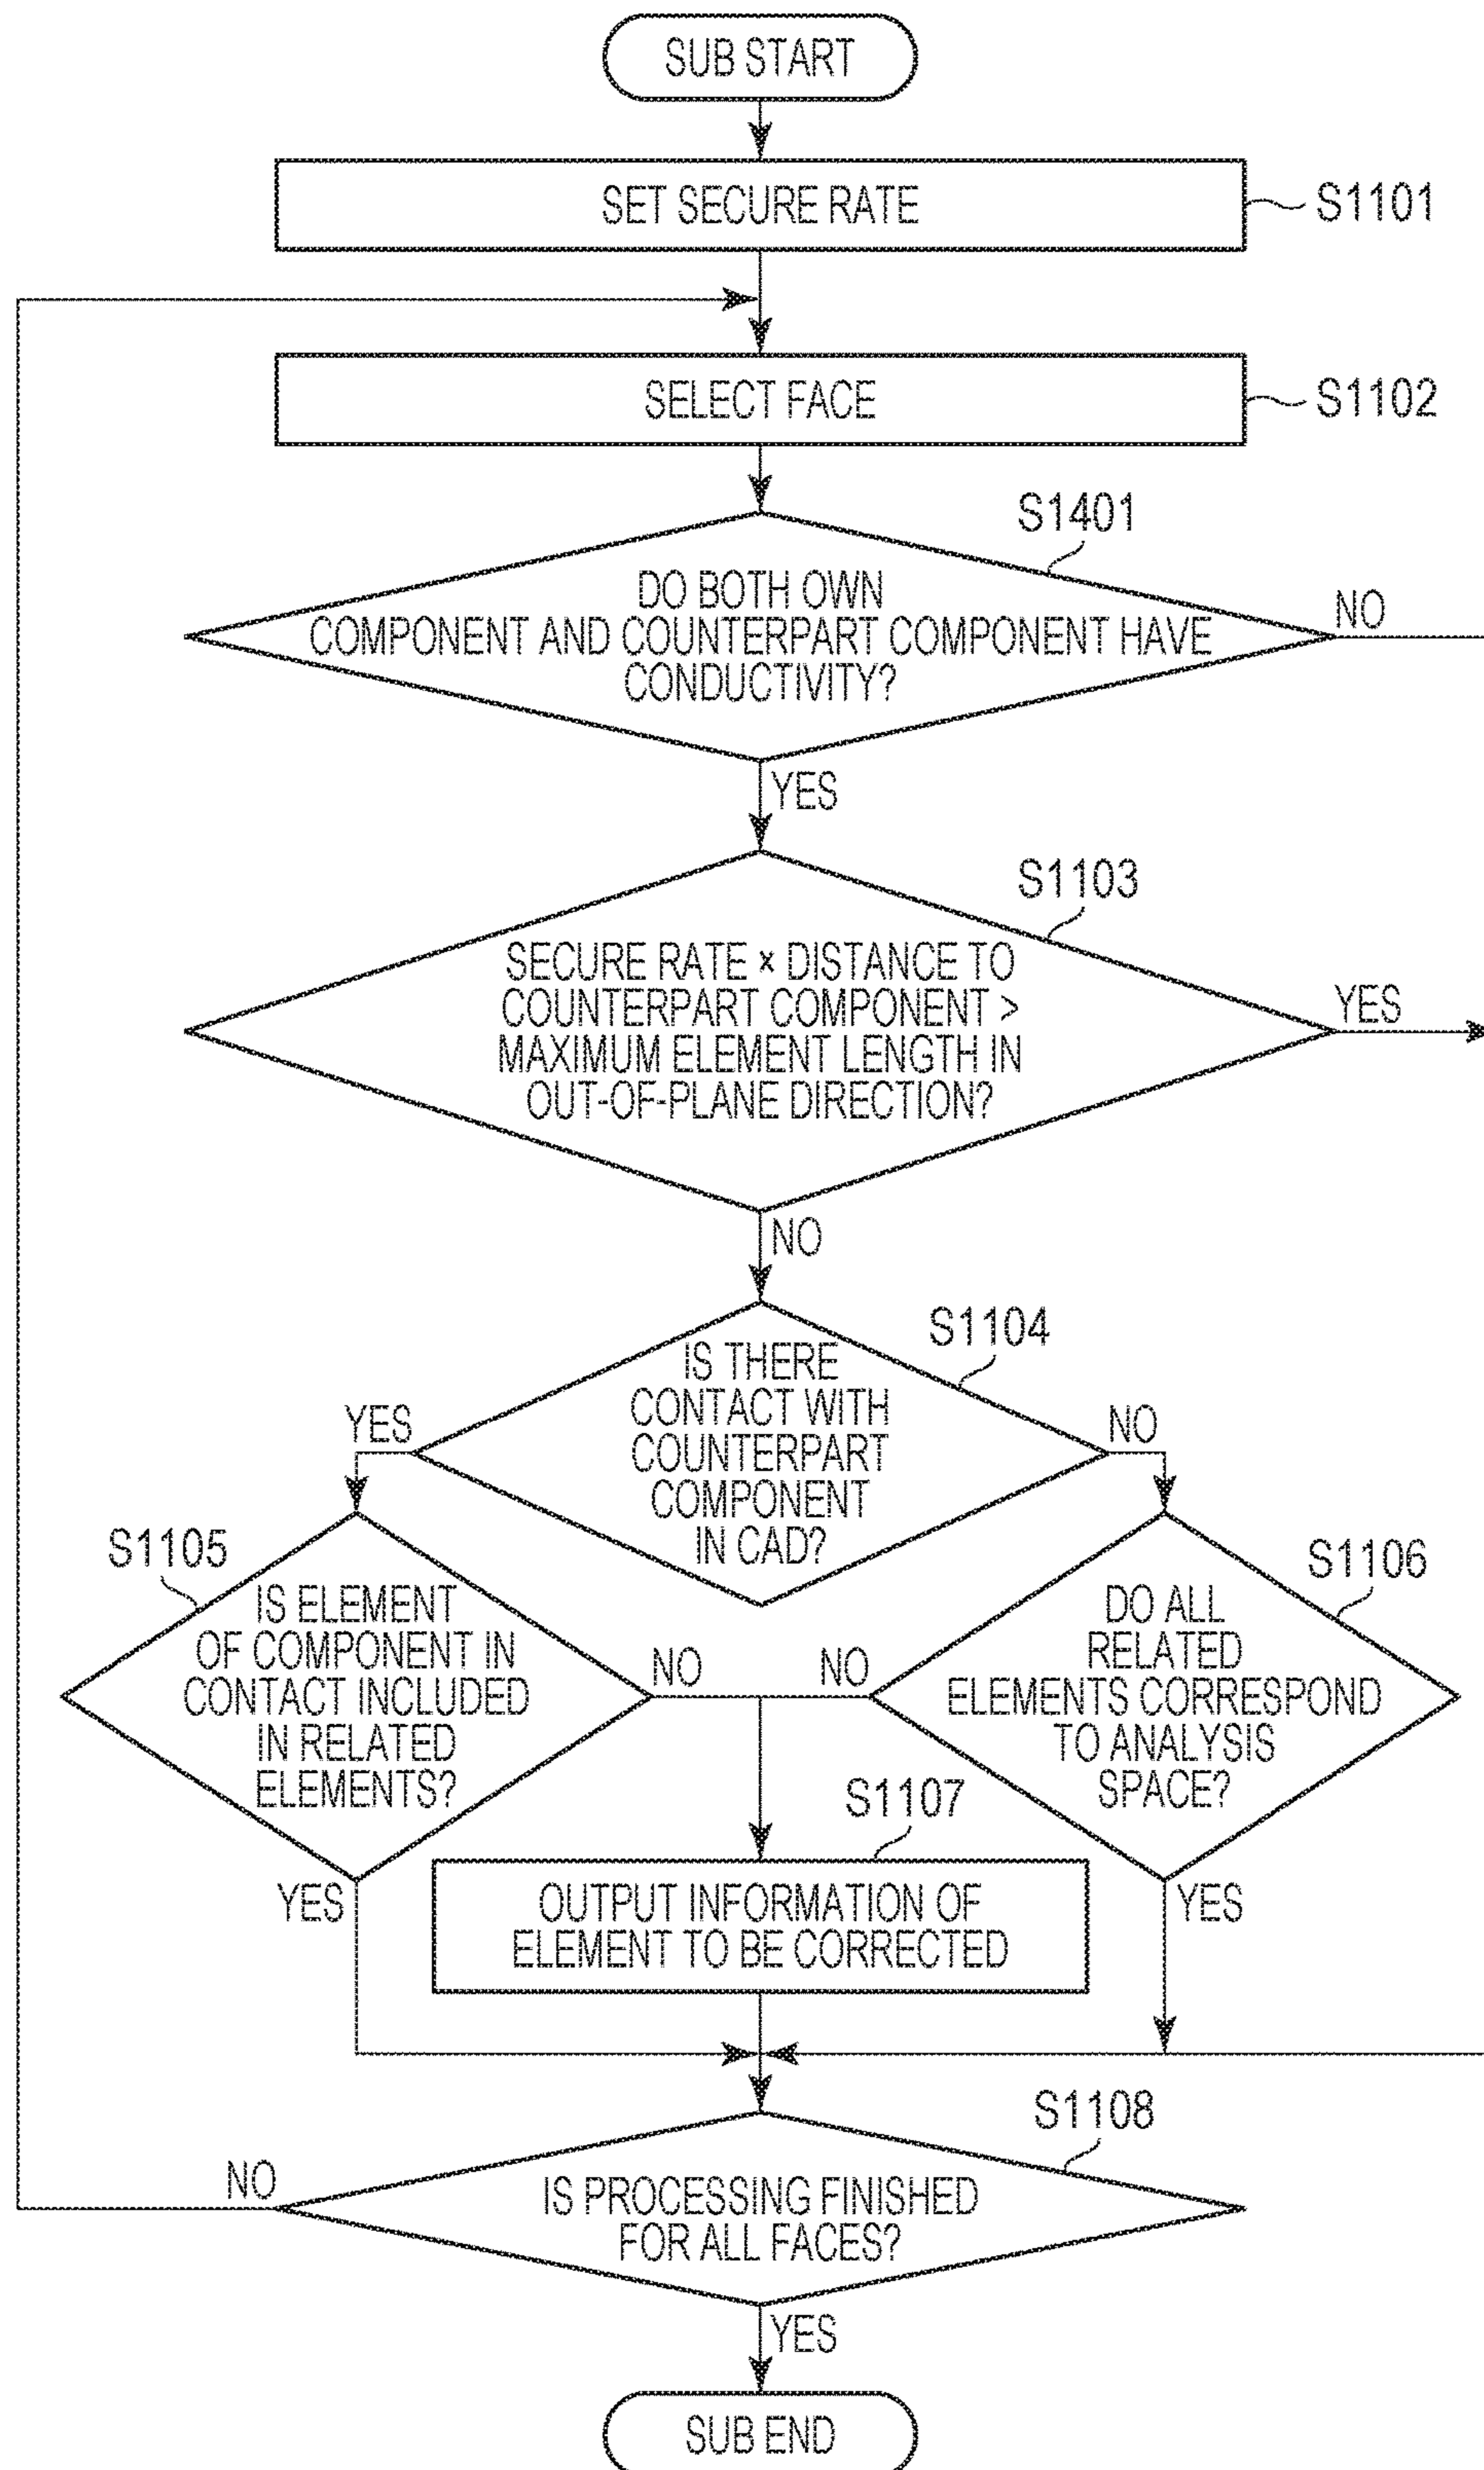 SUB START
SET SECURE RATE
S1101
SELECT FACE
S1102
S1401
DO BOTH OWN
COMPONENT AND COUNTERPART COMPONENT HAVE
CONDUCTIVITY?
NO
YES
S1103
SECURE RATE × DISTANCE TO
COUNTERPART COMPONENT >
MAXIMUM ELEMENT LENGTH IN
OUT-OF-PLANE DIRECTION?
YES
NO
S1104
IS THERE
CONTACT WITH
COUNTERPART
COMPONENT
IN CAD?
YES
NO
S1105
IS ELEMENT
OF COMPONENT IN
CONTACT INCLUDED
IN RELATED
ELEMENTS?
NO
YES
S1106
DO ALL
RELATED
ELEMENTS CORRESPOND
TO ANALYSIS
SPACE?
NO
YES
S1107
OUTPUT INFORMATION OF
ELEMENT TO BE CORRECTED
S1108
IS PROCESSING FINISHED
FOR ALL FACES?
NO
YES
SUB END